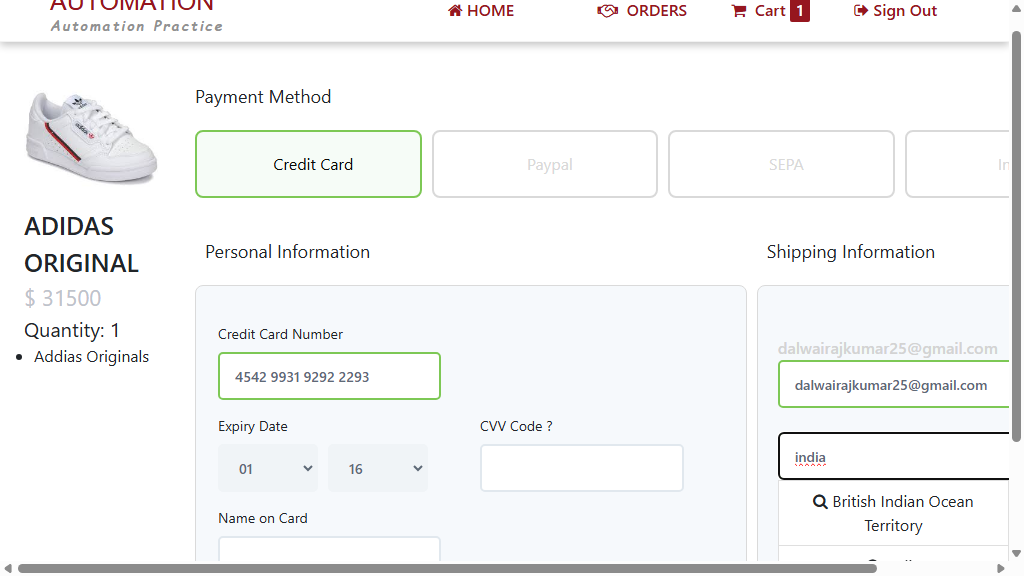 AUTOMATION
Automation Practice
HOME
ORDERS
Cart 1
Sign Out
Payment Method
Credit Card
Paypal
SEPA
ADIDAS
ORIGINAL
$ 31500
Quantity: 1
Addias Originals
Personal Information
Credit Card Number
4542 9931 9292 2293
Expiry Date
CVV Code ?
01
16
Name on Card
Shipping Information
dalwairajkumar25@gmail.com
dalwairajkumar25@gmail.com
india
British Indian Ocean
Territory